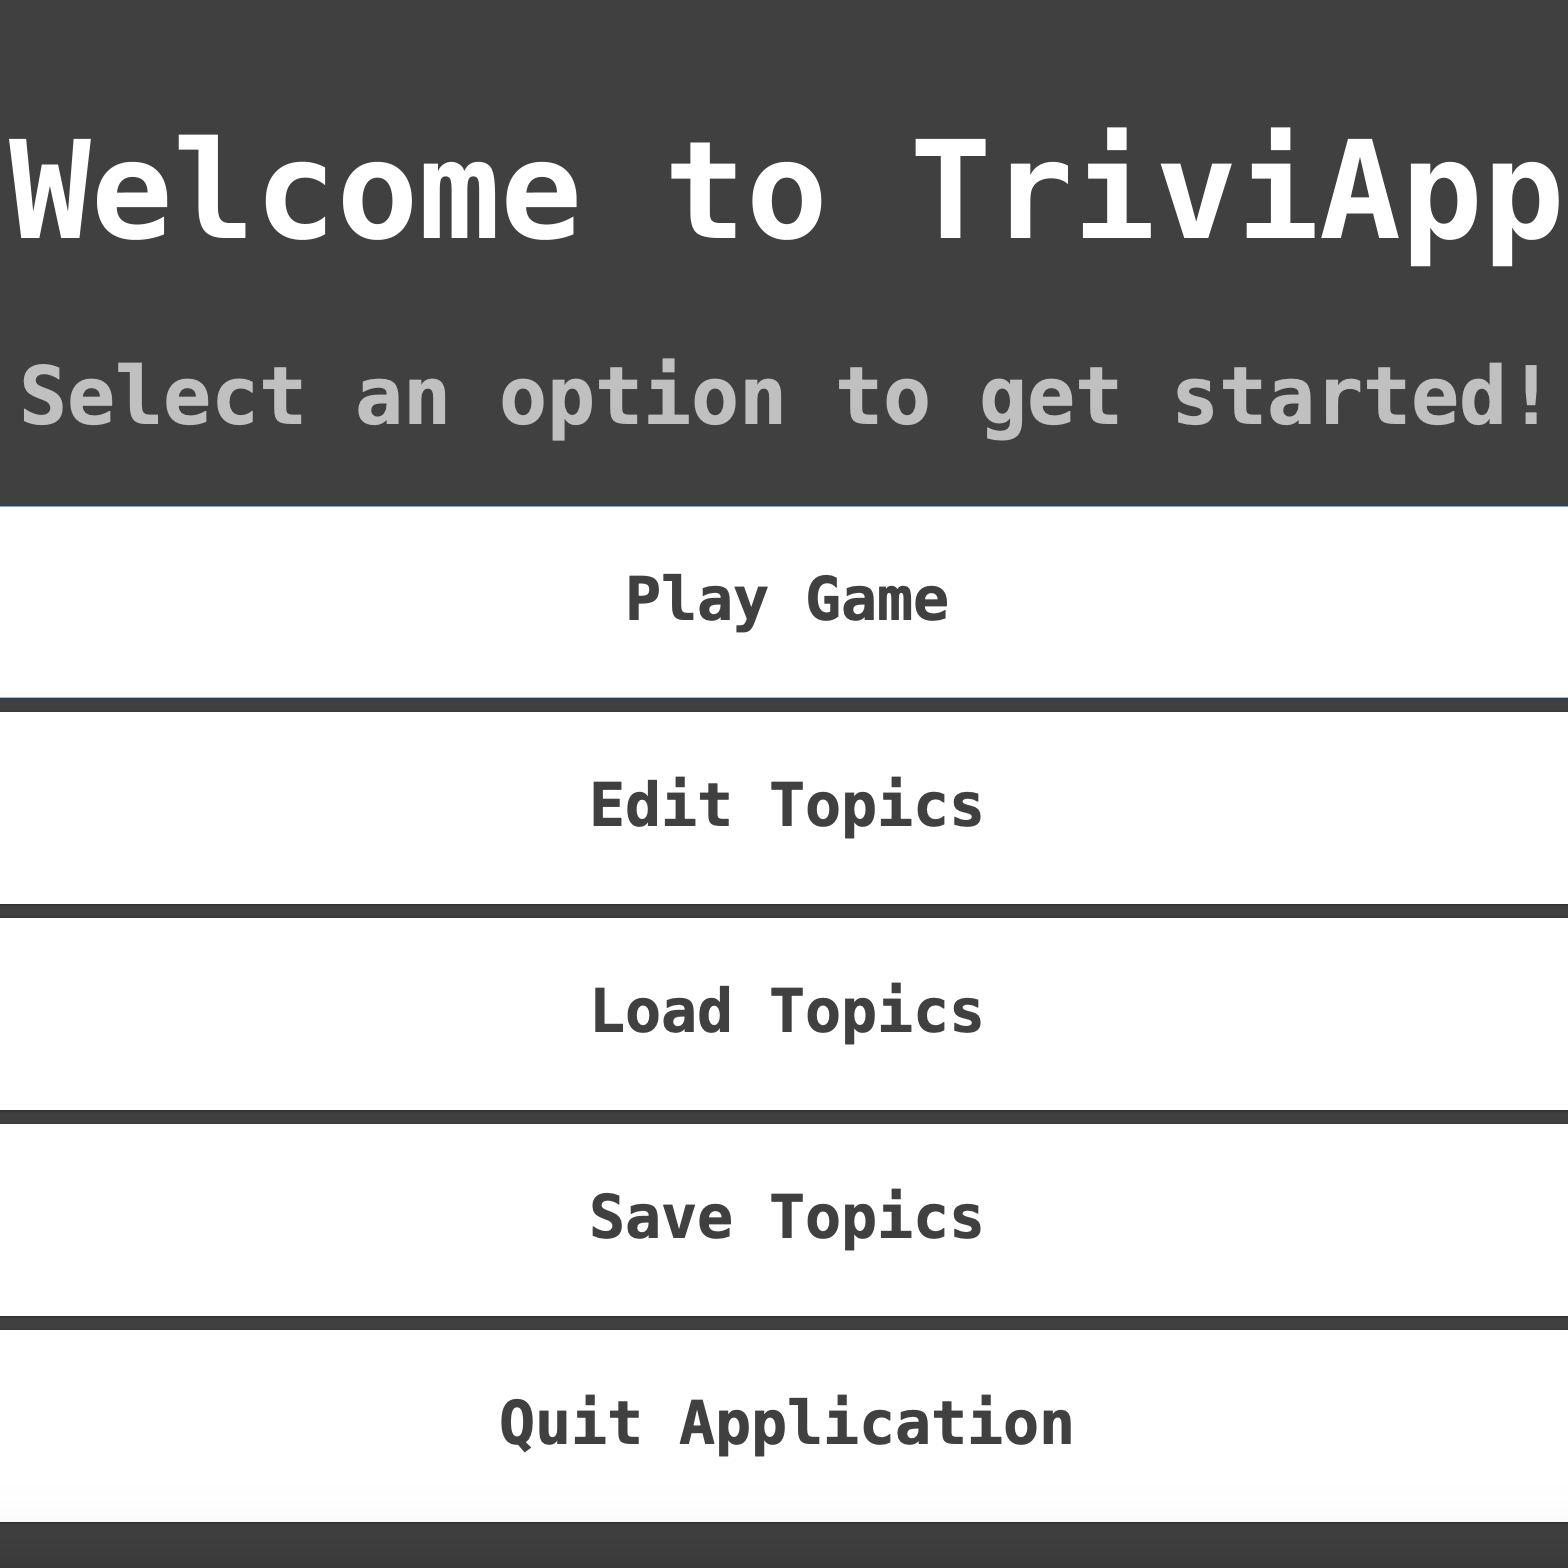 Welcome to TriviApp
Select an option to get started!
Play Game
Edit Topics
Load Topics
Save Topics
Quit Application